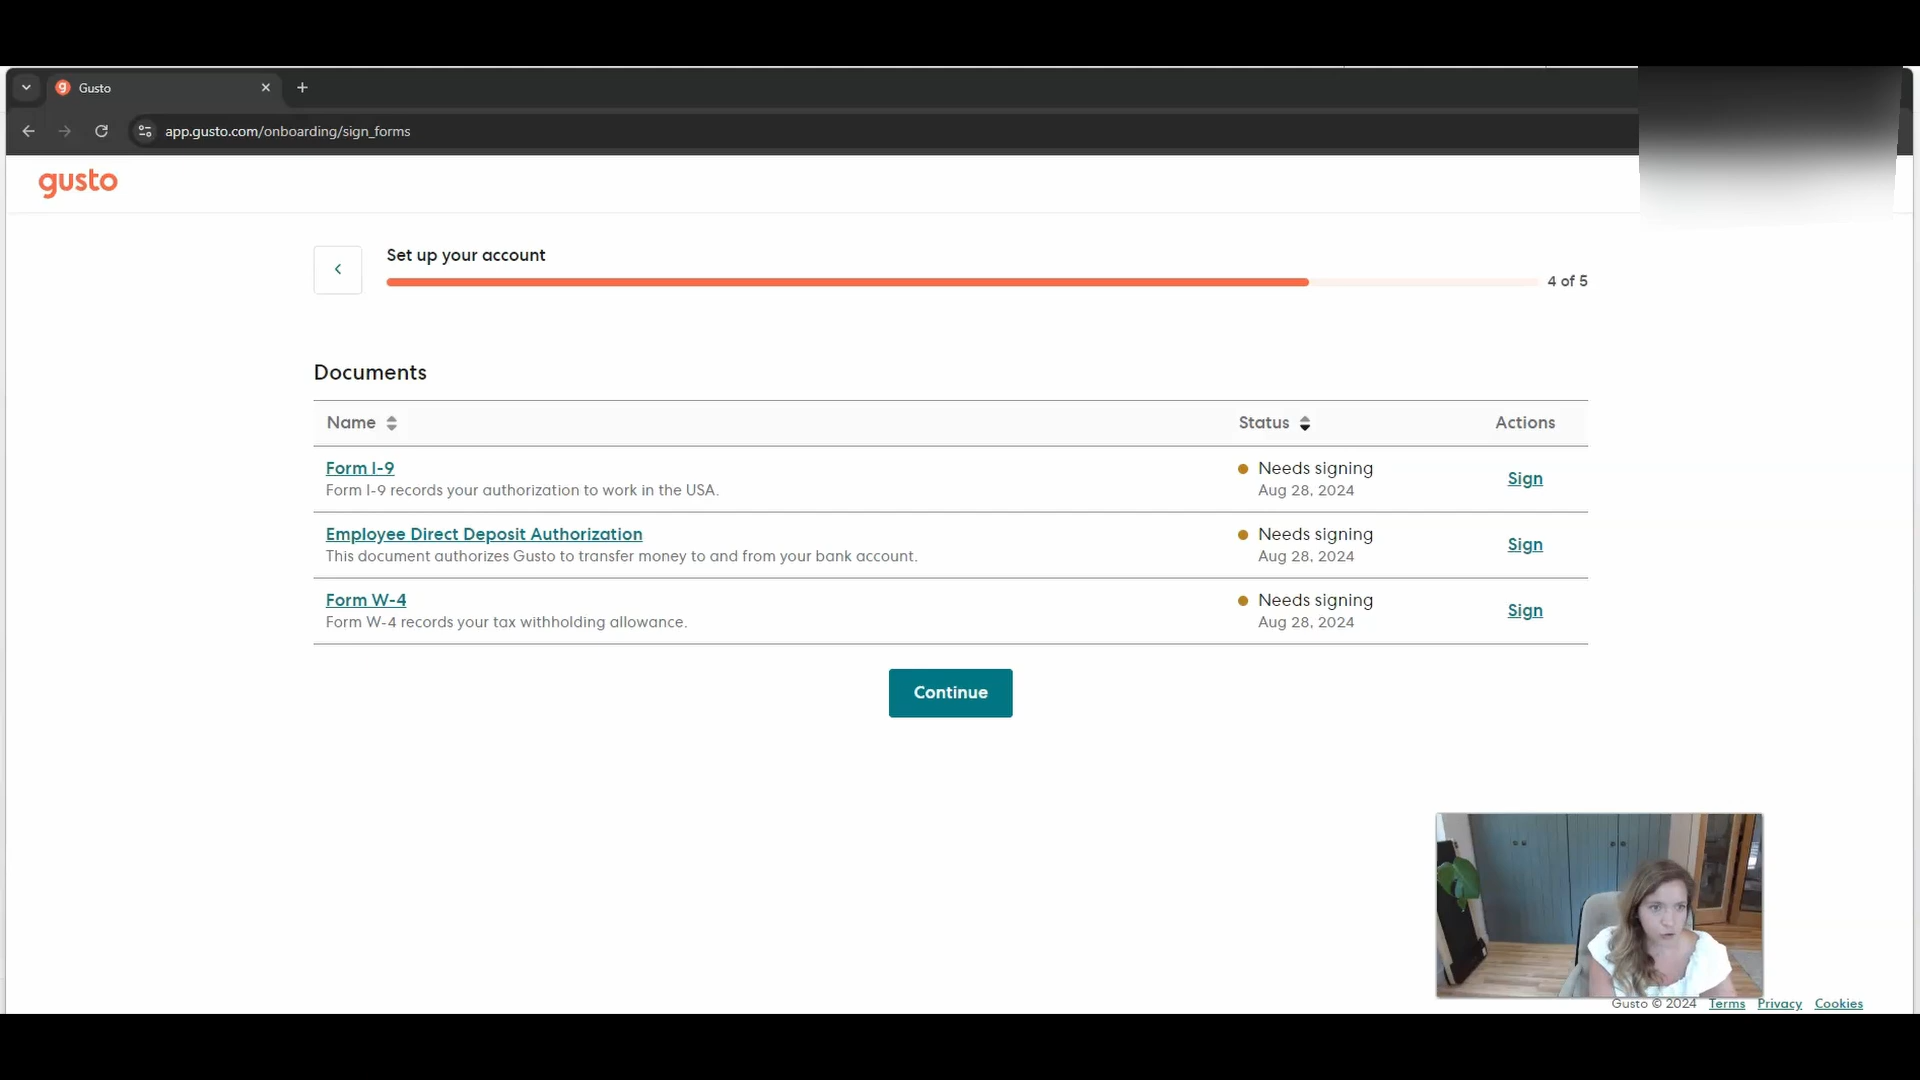 Gusto
app.gusto.com/onboarding/sign_forms
gusto
Set up your account
4 of 5
Documents
Name Status Actions
Form I-9 Needs signing
Form I-9 records your authorization to work in the USA. Aug 28, 2024 Sign
Employee Direct Deposit Authorization Needs signing
This document authorizes Gusto to transfer money to and from your bank account. Aug 28, 2024 Sign
Form W-4 Needs signing
Form W-4 records your tax withholding allowance. Aug 28, 2024 Sign
Continue
Gusto © 2024 Terms Privacy Cookies